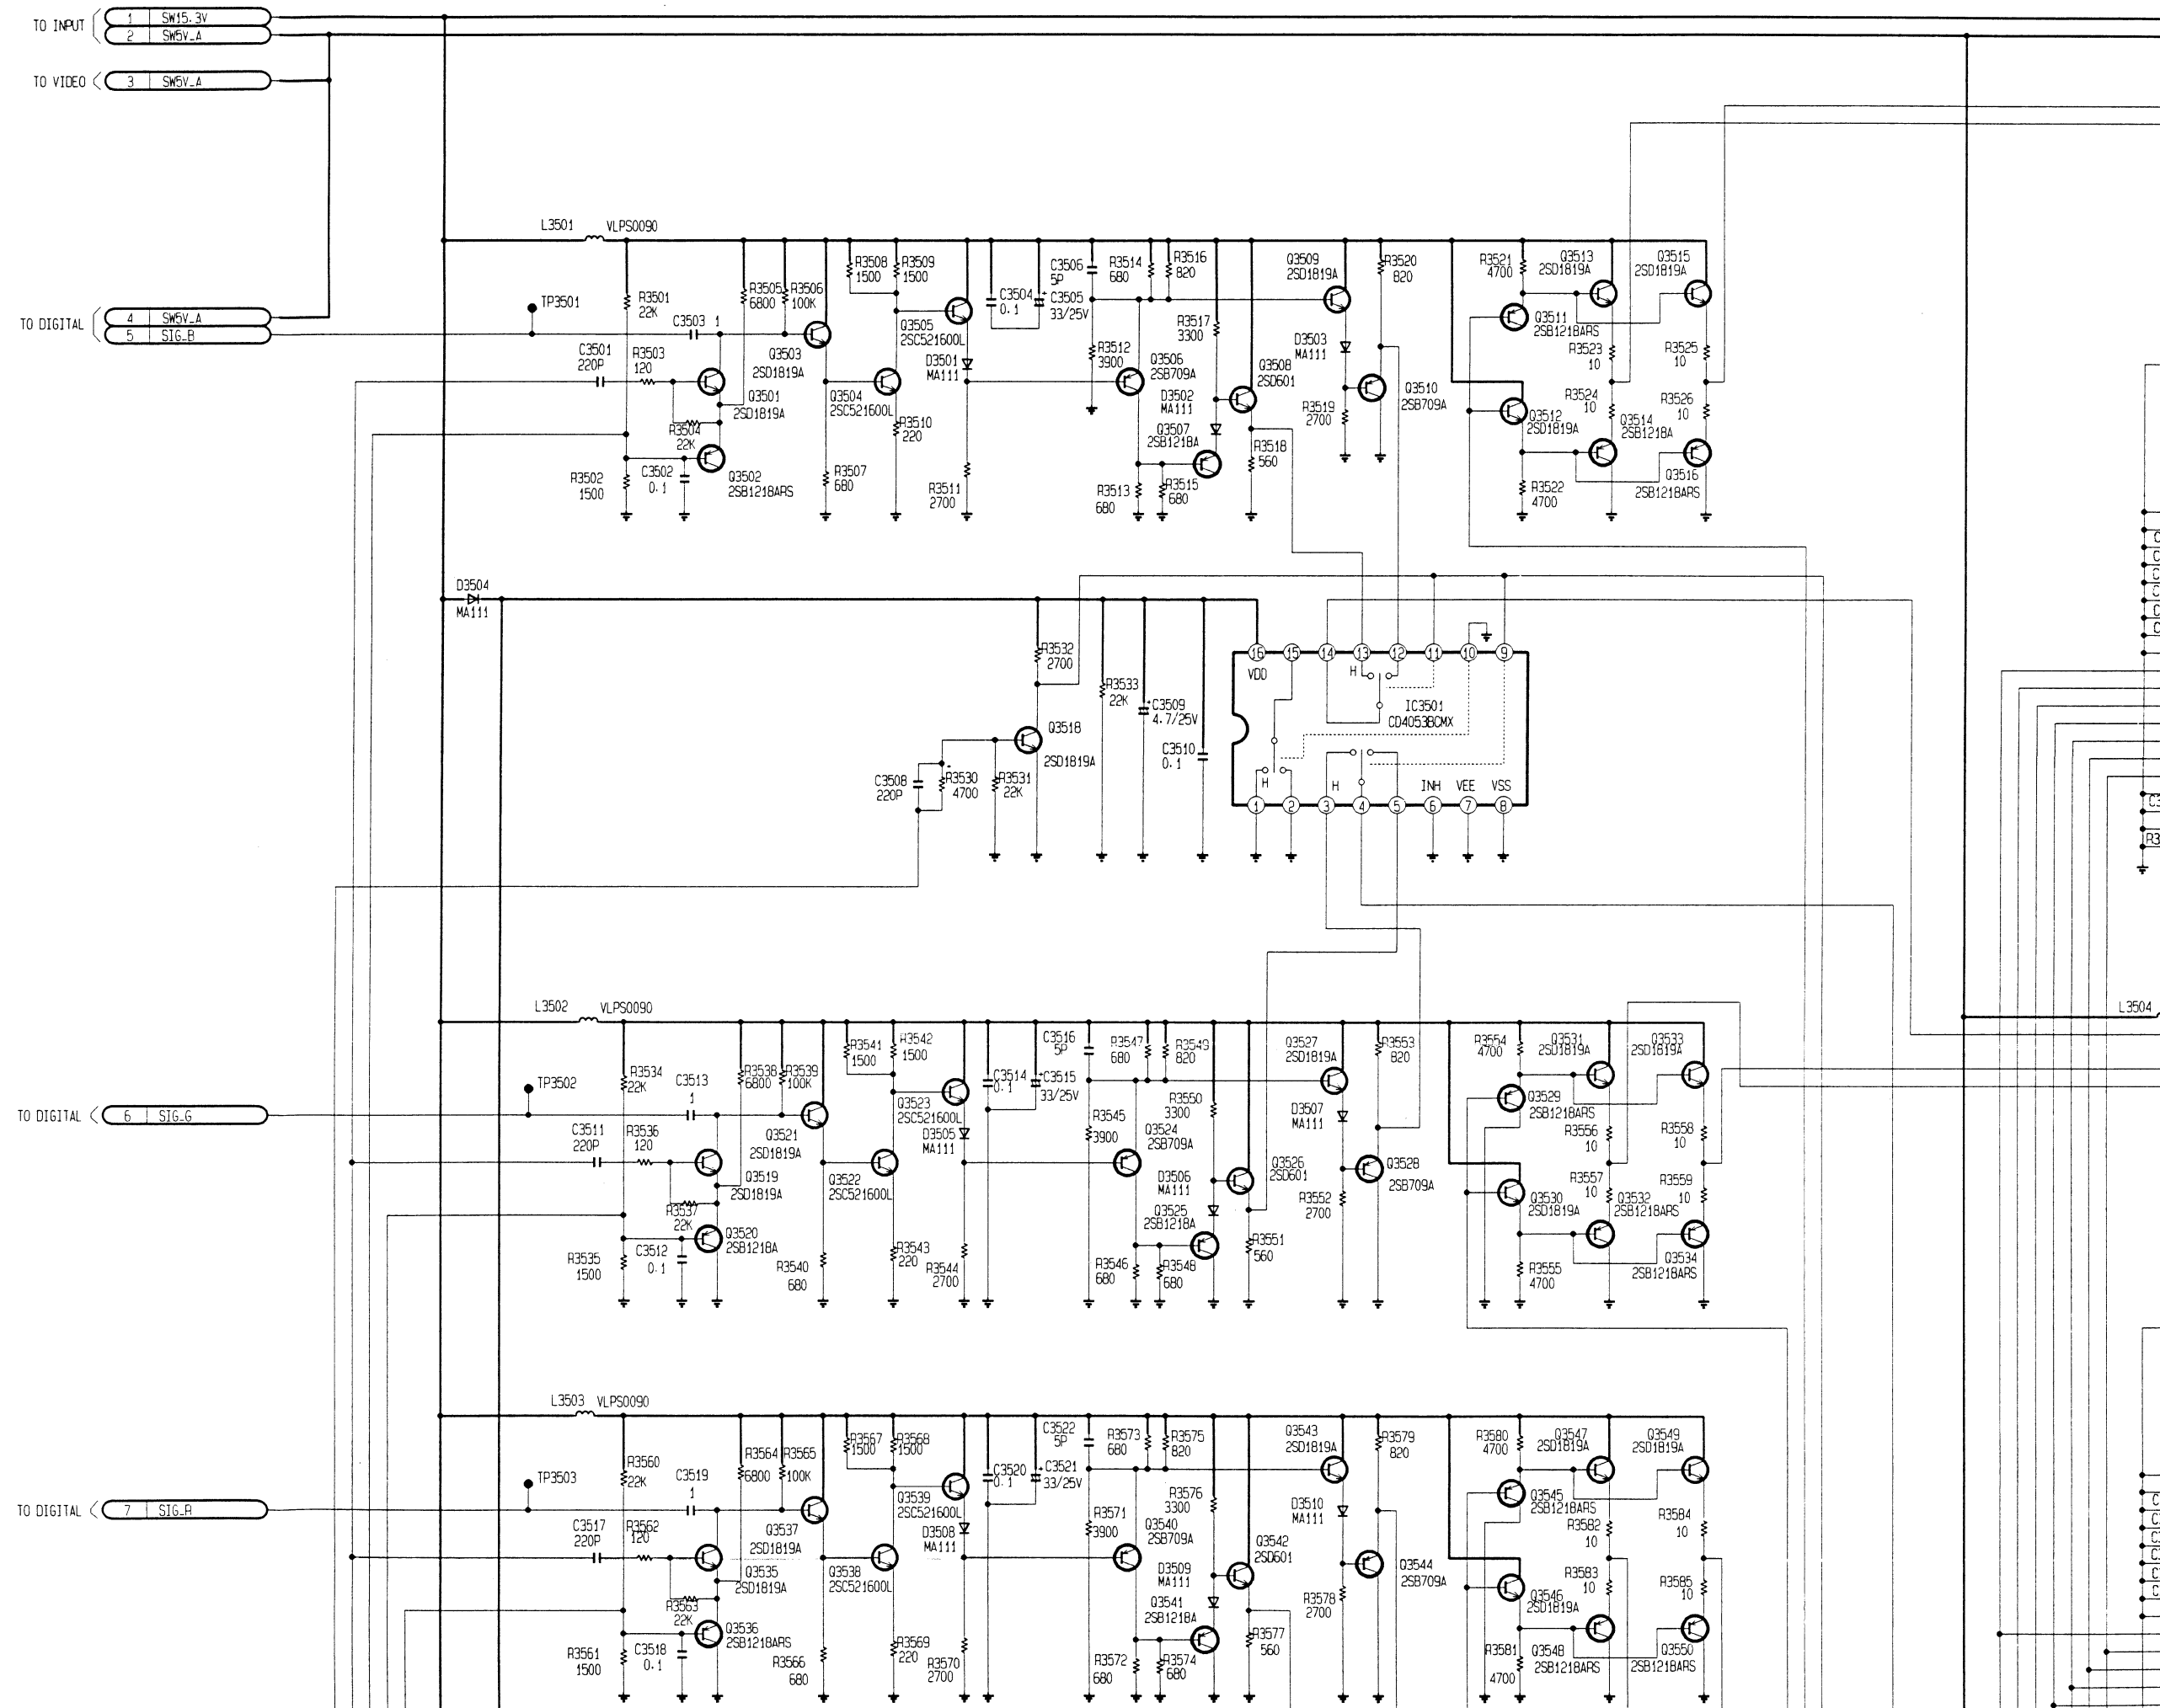 TO INPUT
1 SW15.3V
2 SW5V_A
TO VIDEO
3 SW5V_A
TO DIGITAL
4 SW5V_A
5 SIG_B
L3501 VLPS0090
TP3501
R3501
22K
C3503 1
R3505
6800
R3506
100K
R3508
1500
R3509
1500
C3501
220P
R3503
120
Q3503
2SD1819A
Q3501
2SD1819A
R3504
22K
R3502
1500
C3502
0.1
Q3502
2SB1218ARS
Q3504
2SC521600L
R3507
680
Q3505
2SC521600L
D3501
MA111
R3510
220
R3511
2700
C3504
0.1
C3505
33/25V
C3506
5P
R3514
680
R3516
820
R3512
3900
R3517
3300
Q3506
2SB709A
D3502
MA111
Q3507
2SB1218A
R3513
680
R3515
680
Q3508
2SD601
R3518
560
Q3509
2SD1819A
D3503
MA111
R3519
2700
R3520
820
Q3510
2SB709A
R3521
4700
Q3513
2SD1819A
Q3515
2SD1819A
Q3511
2SB1218ARS
R3523
10
R3525
10
R3524
10
R3526
10
Q3512
2SD1819A
Q3514
2SB1218A
Q3516
2SB1218ARS
R3522
4700
D3504
MA111
R3532
2700
R3533
22K
C3509
4.7/25V
Q3518
2SD1819A
C3508
220P
R3530
4700
R3531
22K
C3510
0.1
16 15 14 13 12 11 10 9
VDD
H
IC3501
CD4053BCMX
H
H
INH VEE VSS
1 2 3 4 5 6 7 8
L3502 VLPS0090
L3504
TO DIGITAL
6 SIG_G
TP3502
R3534
22K
C3513
1
R3538
6800
R3539
100K
R3541
1500
R3542
1500
C3511
220P
R3536
120
Q3521
2SD1819A
Q3519
2SD1819A
R3537
22K
R3535
1500
C3512
0.1
Q3520
2SB1218A
Q3522
2SC521600L
R3540
680
Q3523
2SC521600L
D3505
MA111
R3543
220
R3544
2700
C3514
0.1
C3515
33/25V
C3516
5P
R3547
680
R3549
820
R3545
3900
R3550
3300
Q3524
2SB709A
D3506
MA111
Q3525
2SB1218A
R3546
680
R3548
680
Q3526
2SD601
R3551
560
Q3527
2SD1819A
D3507
MA111
R3552
2700
R3553
820
Q3528
2SB709A
R3554
4700
Q3531
2SD1819A
Q3533
2SD1819A
Q3529
2SB1218ARS
R3556
10
R3558
10
R3557
10
R3559
10
Q3530
2SD1819A
Q3532
2SB1218ARS
Q3534
2SB1218ARS
R3555
4700
L3503 VLPS0090
TO DIGITAL
7 SIG_R
TP3503
R3560
22K
C3519
1
R3564
6800
R3565
100K
R3567
1500
R3568
1500
C3517
220P
R3562
120
Q3537
2SD1819A
Q3535
2SD1819A
R3563
22K
R3561
1500
C3518
0.1
Q3536
2SB1218ARS
Q3538
2SC521600L
R3566
680
Q3539
2SC521600L
D3508
MA111
R3569
220
R3570
2700
C3520
0.1
C3521
33/25V
C3522
5P
R3573
680
R3575
820
R3571
3900
R3576
3300
Q3540
2SB709A
D3509
MA111
Q3541
2SB1218A
R3572
680
R3574
680
Q3542
2SD601
R3577
560
Q3543
2SD1819A
D3510
MA111
R3578
2700
R3579
820
Q3544
2SB709A
R3580
4700
Q3547
2SD1819A
Q3549
2SD1819A
Q3545
2SB1218ARS
R3582
10
R3584
10
R3583
10
R3585
10
Q3546
2SD1819A
Q3548
2SB1218ARS
Q3550
2SB1218ARS
R3581
4700